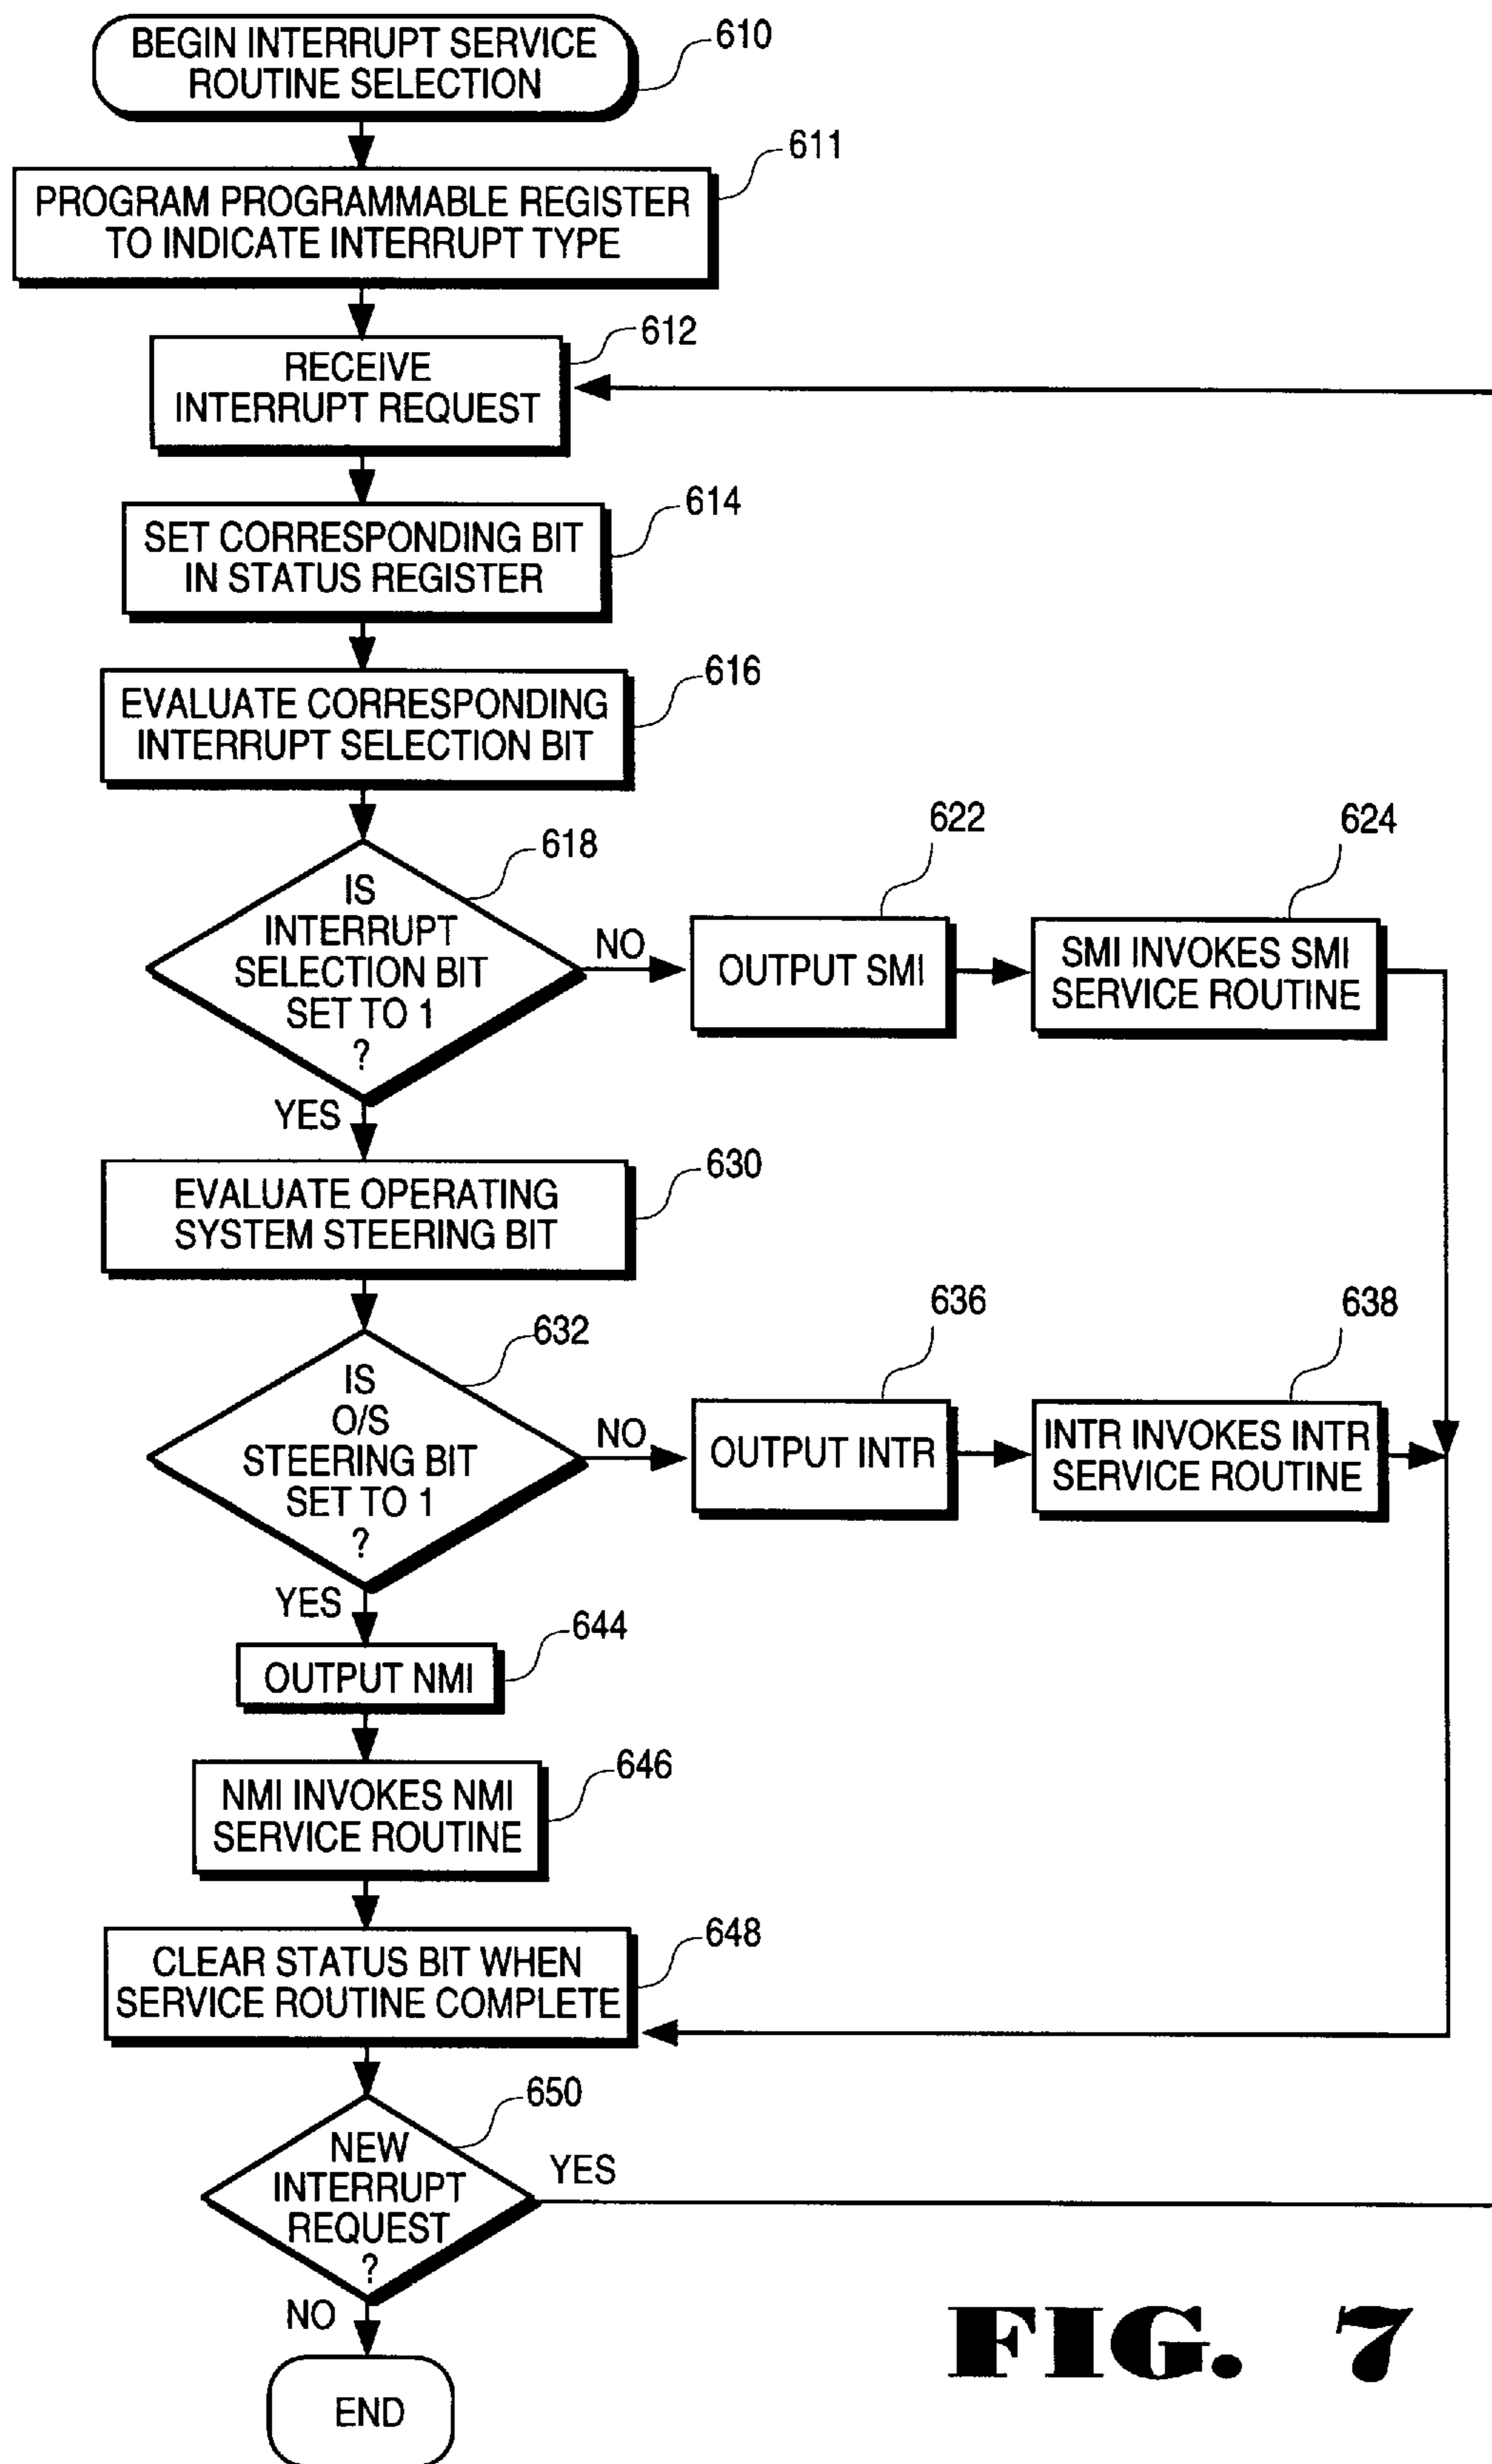 BEGIN INTERRUPT SERVICE
ROUTINE SELECTION
610
PROGRAM PROGRAMMABLE REGISTER
TO INDICATE INTERRUPT TYPE
611
RECEIVE
INTERRUPT REQUEST
612
SET CORRESPONDING BIT
IN STATUS REGISTER
614
EVALUATE CORRESPONDING
INTERRUPT SELECTION BIT
616
IS
INTERRUPT
SELECTION BIT
SET TO 1
?
618
NO
OUTPUT SMI
622
SMI INVOKES SMI
SERVICE ROUTINE
624
YES
EVALUATE OPERATING
SYSTEM STEERING BIT
630
IS
O/S
STEERING BIT
SET TO 1
?
632
NO
OUTPUT INTR
636
INTR INVOKES INTR
SERVICE ROUTINE
638
YES
OUTPUT NMI
644
NMI INVOKES NMI
SERVICE ROUTINE
646
CLEAR STATUS BIT WHEN
SERVICE ROUTINE COMPLETE
648
NEW
INTERRUPT
REQUEST
?
650
YES
NO
END
FIG. 7